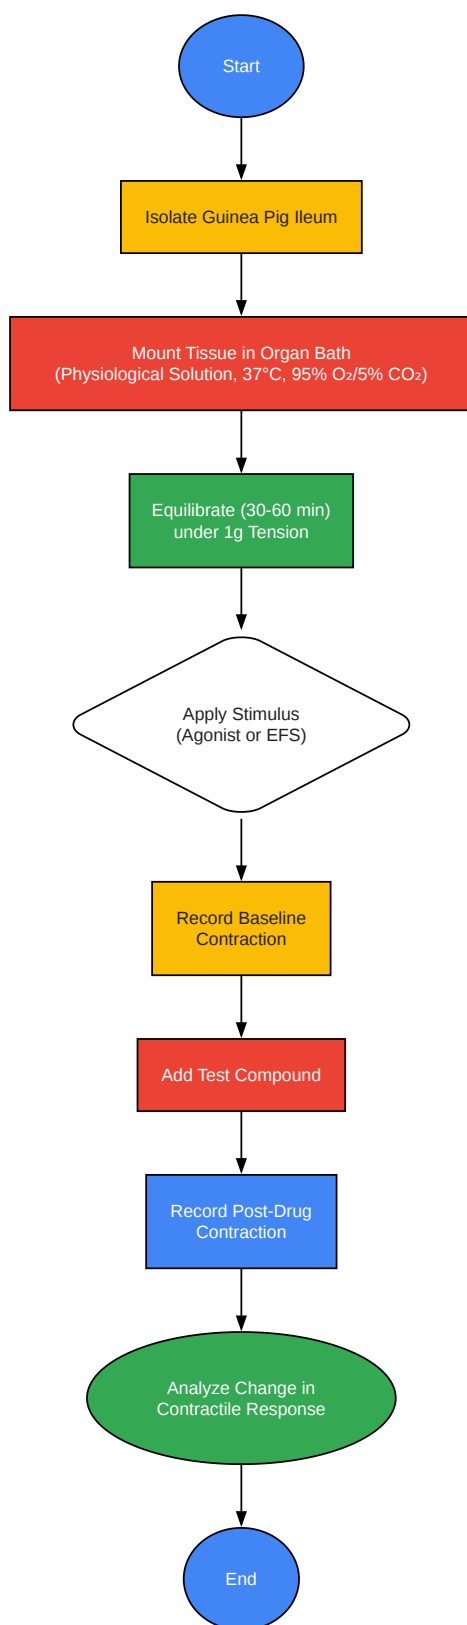 Start
Isolate Guinea Pig Ileum
Mount Tissue in Organ Bath
(Physiological Solution, 37°C, 95% O₂/5% CO₂)
Equilibrate (30-60 min)
under 1g Tension
Apply Stimulus
(Agonist or EFS)
Record Baseline
Contraction
Add Test Compound
Record Post-Drug
Contraction
Analyze Change in
Contractile Response
End